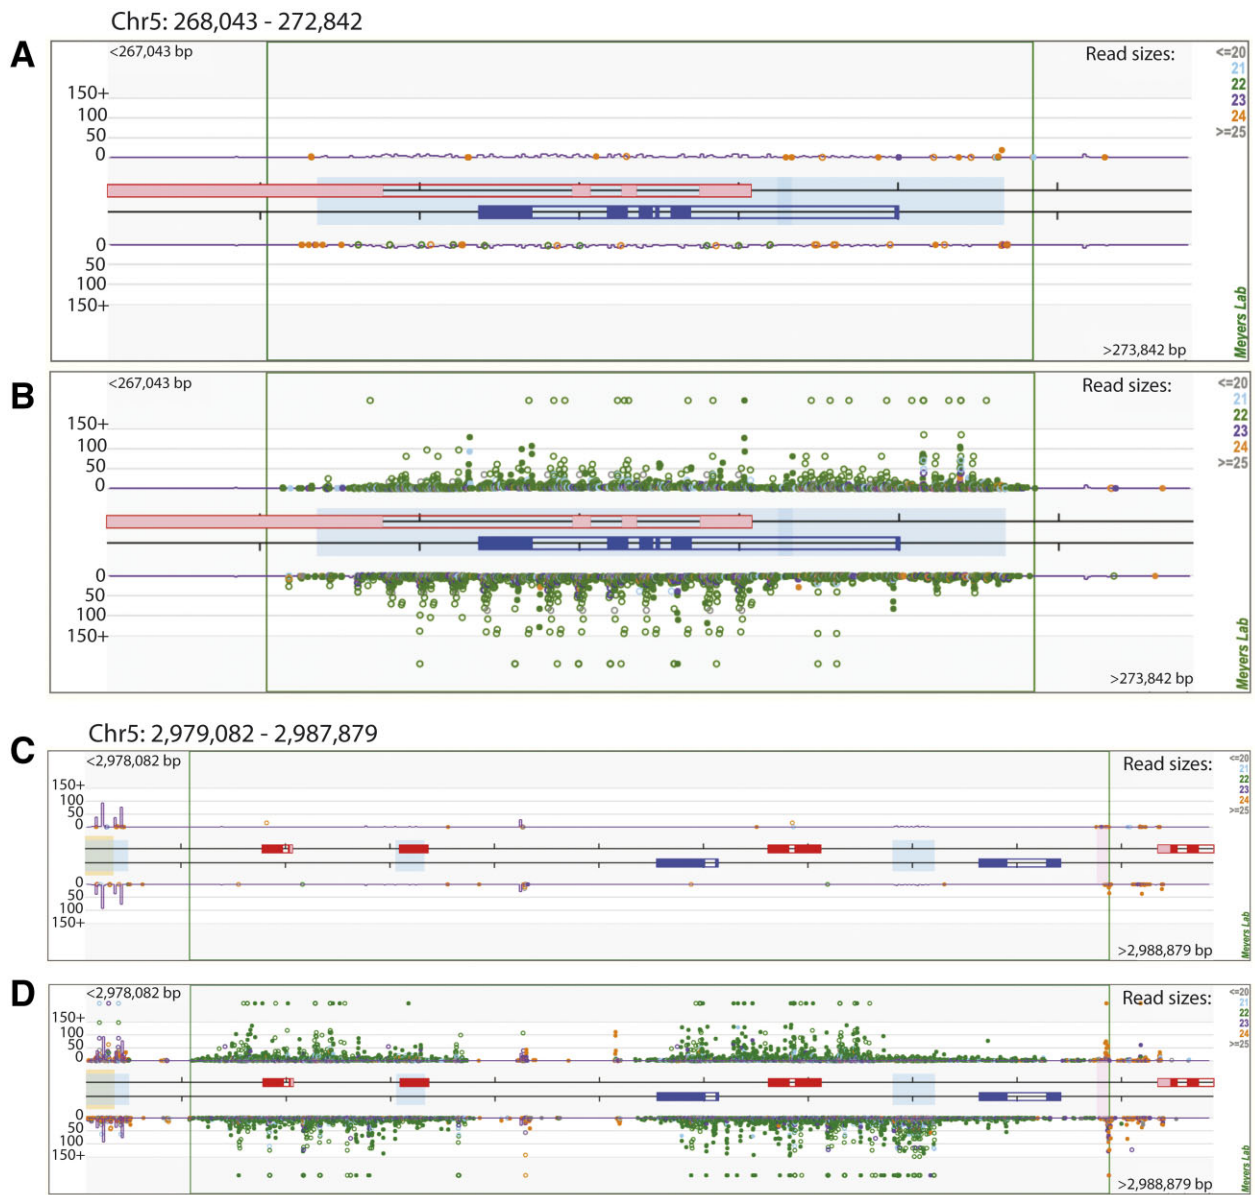 Chr5: 268,043 - 272,842
A
<267,043 bp
Read sizes:
<=20
21
22
23
24
>=25
150+
100
50
0
0
50
100
150+
>273,842 bp
Meyers Lab
B
<267,043 bp
Read sizes:
<=20
21
22
23
24
>=25
150+
100
50
0
0
50
100
150+
>273,842 bp
Meyers Lab
Chr5: 2,979,082 - 2,987,879
C
<2,978,082 bp
Read sizes:
<=20
21
22
23
24
>=25
150+
100
50
0
0
50
100
150+
>2,988,879 bp
Meyers Lab
D
<2,978,082 bp
Read sizes:
<=20
21
22
23
24
>=25
150+
100
50
0
0
50
100
150+
>2,988,879 bp
Meyers Lab